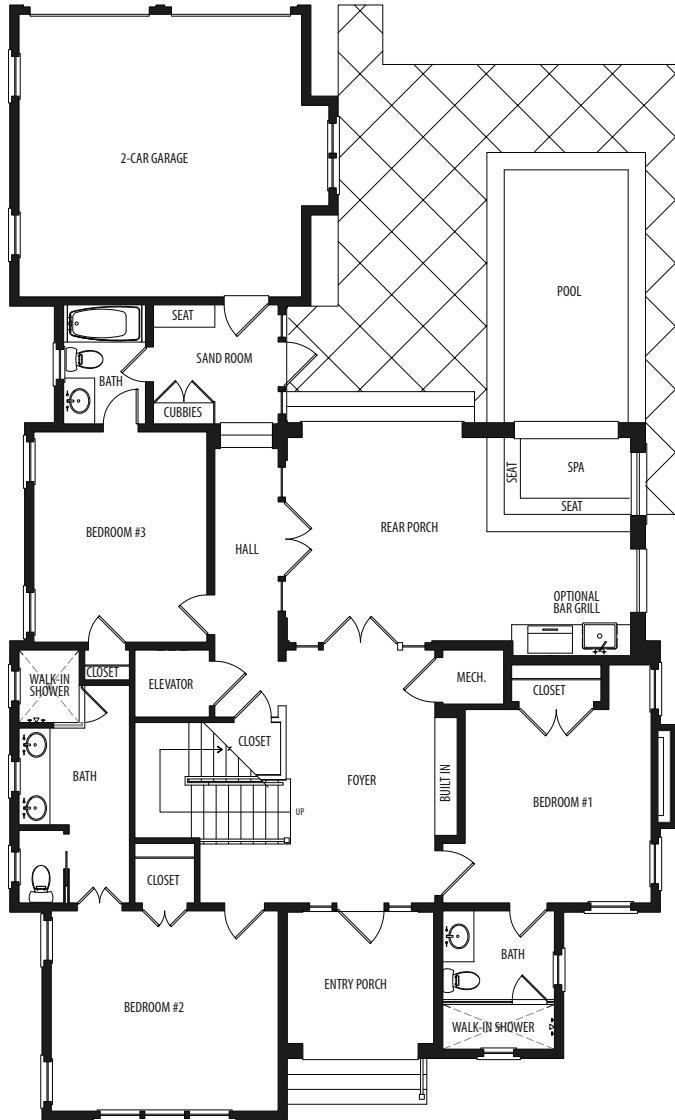 2-CAR GARAGE
POOL
SEAT
SAND ROOM
BATH
CUBBIES
SEAT
SPA
SEAT
REAR PORCH
BEDROOM #3
HALL
OPTIONAL
BAR GRILL
WALK-IN
SHOWER
CLOSET
ELEVATOR
MECH.
CLOSET
CLOSET
BATH
FOYER
BUILT IN
BEDROOM #1
UP
CLOSET
BATH
ENTRY PORCH
BEDROOM #2
WALK-IN SHOWER